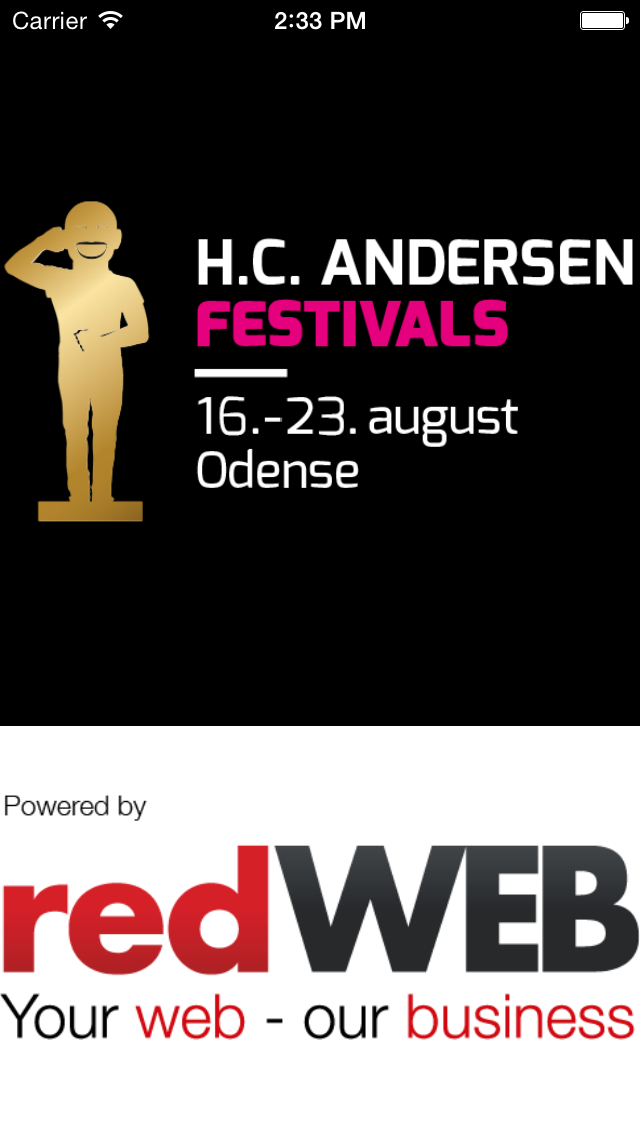 Carrier 2:33 PM
H.C. ANDERSEN
FESTIVALS
16.-23. august
Odense
Powered by
redWEB
Your web - our business